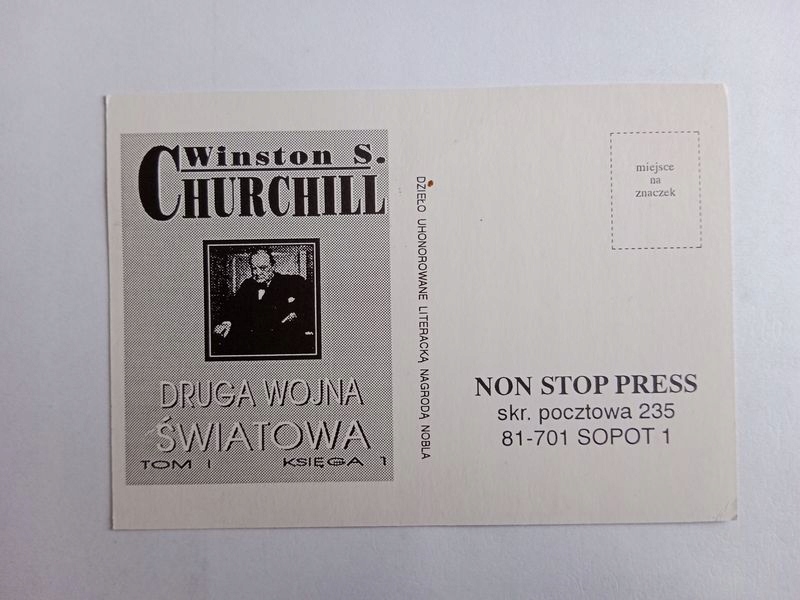 Winston S.
CHURCHILL
DRUGA WOJNA
ŚWIATOWA
TOM I KSIĘGA 1
DZIEŁO UHONOROWANE LITERACKĄ NAGRODĄ NOBLA
miejsce
na
znaczek
NON STOP PRESS
skr. pocztowa 235
81-701 SOPOT 1